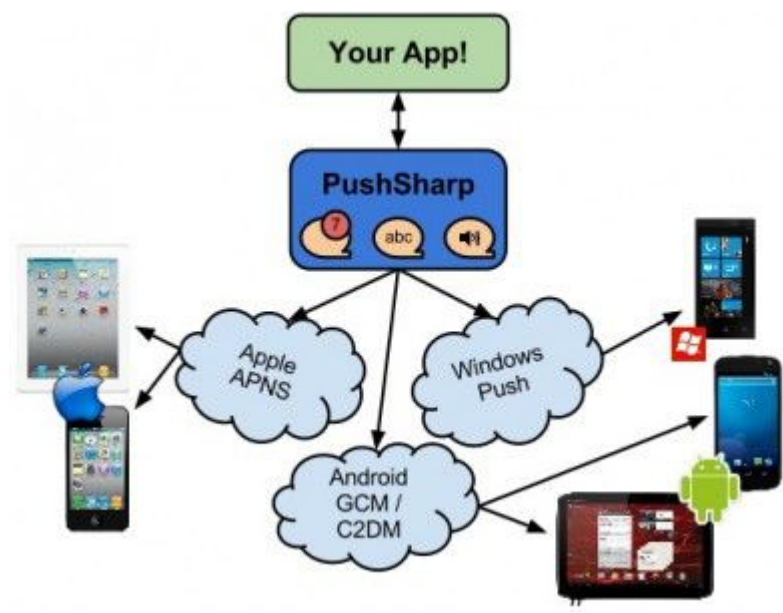 Your App!
PushSharp
7
abc
Apple
APNS
Windows
Push
Android
GCM /
C2DM